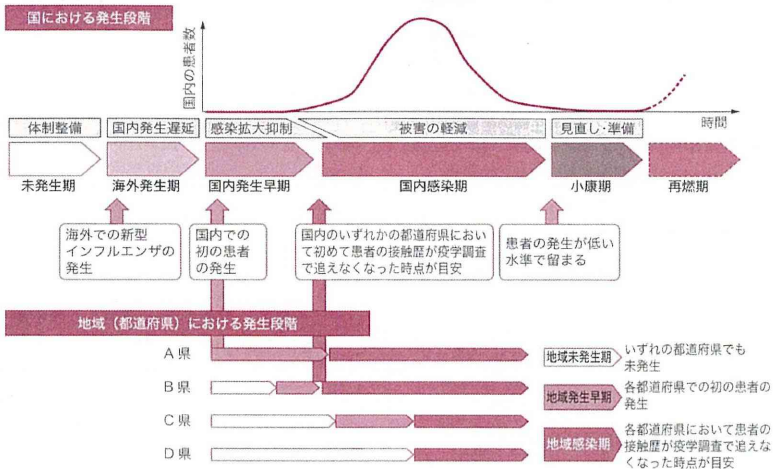 国における発生段階
国内の患者数
時間
体制整備
国内発生遅延
感染拡大抑制
被害の軽減
見直し・準備
未発生期
海外発生期
国内発生早期
国内感染期
小康期
再燃期
海外での新型
インフルエンザの
発生
国内での
初の患者
の発生
国内のいずれかの都道府県におい
て初めて患者の接触歴が疫学調査
で追えなくなった時点が目安
患者の発生が低い
水準で留まる
地域（都道府県）における発生段階
A県
B県
C県
D県
地域未発生期
いずれの都道府県でも
未発生
地域発生早期
各都道府県での初の患者の
発生
地域感染期
各都道府県において患者の
接触歴が疫学調査で追えな
くなった時点が目安